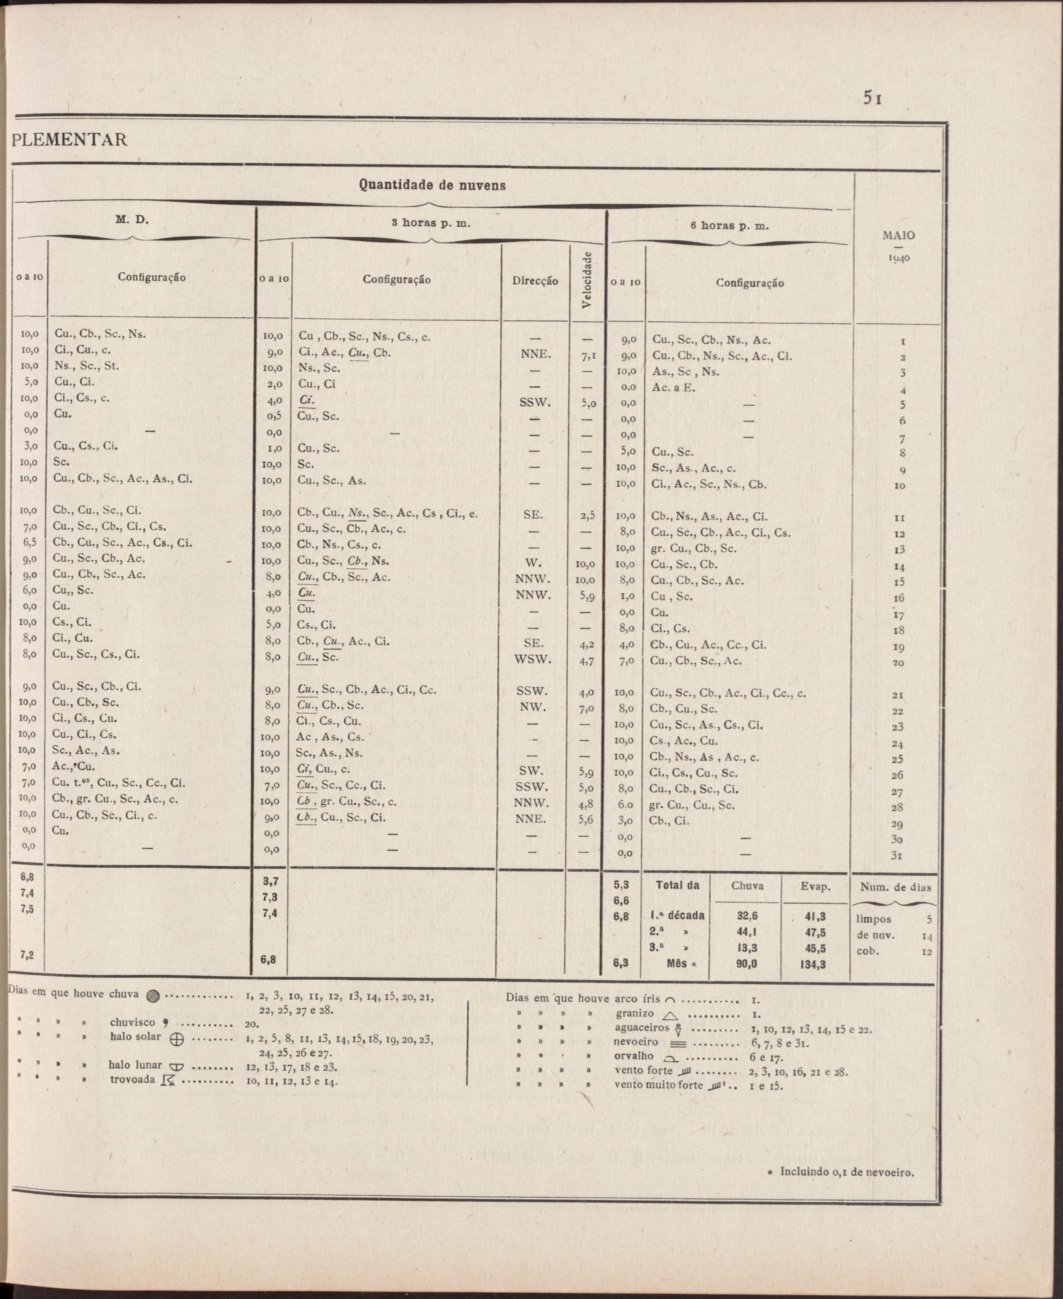 51
PLEMENTAR
Quantidade de nuvens
M. D. 3 horas p. m. 6 horas p. m. MAIO — 1940
0 a 10 Configuração 0 a 10 Configuração Direcção Velocidade 0 a 10 Configuração
10,0 Cu., Cb., Sc., Ns. 10,0 Cu , Cb., Sc., Ns., Cs., c. — — 9,0 Cu., Sc., Cb., Ns., Ac. 1
10,0 Ci., Cu., c. 9,0 Ci., Ac., Cu., Cb. NNE. 7,1 9,0 Cu., Cb., Ns., Sc., Ac., Ci. 2
10,0 Ns., Sc., St. 10,0 Ns., Sc. — — 10,0 As., Sc , Ns. 3
5,0 Cu., Ci. 2,0 Cu., Ci — — 0,0 Ac. a E. 4
10,0 Ci., Cs., c. 4,0 Ci. SSW. 5,0 0,0 — 5
0,0 Cu. 0,5 Cu., Sc. — — 0,0 — 6
0,0 — 0,0 — — — 0,0 — 7
3,0 Cu., Cs., Ci. 1,0 Cu., Sc. — — 5,0 Cu., Sc. 8
10,0 Sc. 10,0 Sc. — — 10,0 Sc., As., Ac., c. 9
10,0 Cu., Cb., Sc., Ac., As., Ci. 10,0 Cu., Sc., As. — — 10,0 Ci., Ac., Sc., Ns., Cb. 10
10,0 Cb., Cu., Sc., Ci. 10,0 Cb., Cu., Ns., Sc., Ac., Cs , Ci., e. SE. 2,5 10,0 Cb., Ns., As., Ac., Ci. 11
7,0 Cu., Sc., Cb., Ci., Cs. 10,0 Cu., Sc., Cb., Ac., c. — — 8,0 Cu., Sc., Cb., Ac., Ci., Cs. 12
6,5 Cb., Cu., Sc., Ac., Cs., Ci. 10,0 Cb., Ns., Cs., c. — — 10,0 gr. Cu., Cb., Sc. 13
9,0 Cu., Sc., Cb., Ac. 10,0 Cu., Sc., Cb., Ns. W. 10,0 10,0 Cu., Sc., Cb. 14
9,0 Cu., Cb., Sc., Ac. 8,0 Cu., Cb., Sc., Ac. NNW. 10,0 8,0 Cu., Cb., Sc., Ac. 15
6,0 Cu,, Sc. 4,0 Cu. NNW. 5,9 1,0 Cu , Sc. 16
0,0 Cu. 0,0 Cu. — — 0,0 Cu. 17
10,0 Cs., Ci. 5,0 Cs., Ci. — — 8,0 Ci., Cs. 18
8,0 Ci., Cu. 8,0 Cb., Cu., Ac., Ci. SE. 4,2 4,0 Cb., Cu., Ac., Cc., Ci. 19
8,0 Cu., Sc., Cs., Ci. 8,0 Cu., Sc. WSW. 4,7 7,0 Cu., Cb., Sc., Ac. 20
9,0 Cu., Sc., Cb., Ci. 9,0 Cu., Sc., Cb., Ac., Ci., Cc. SSW. 4,0 10,0 Cu., Sc., Cb., Ac., Ci., Cc., c. 21
10,0 Cu., Cb., Sc. 8,0 Cu., Cb., Sc. NW. 7,0 8,0 Cb., Cu., Sc. 22
10,0 Ci., Cs., Cu. 8,0 Ci., Cs., Cu. — — 10,0 Cu., Sc., As., Cs., Ci. 23
10,0 Cu., Ci., Cs. 10,0 Ac , As., Cs. - — 10,0 Cs., Ac., Cu. 24
10,0 Sc., Ac., As. 10,0 Sc., As., Ns. — — 10,0 Cb., Ns., As , Ac., c. 25
7,0 Ac., Cu. 10,0 Ci, Cu., c. SW. 5,9 10,0 Ci., Cs., Cu., Sc. 26
7,0 Cu. t.os, Cu., Sc., Cc., Ci. 7,0 Cu., Sc., Cc., Ci. SSW. 5,0 8,0 Cu., Cb., Sc., Ci. 27
10,0 Cb., gr. Cu., Sc., Ac., c. 10,0 Cb , gr. Cu., Sc., c. NNW. 4,8 6.0 gr. Cu., Cu., Sc. 28
10,0 Cu., Cb., Sc., Ci., c. 9,0 Cb., Cu., Sc., Ci. NNE. 5,6 3,0 Cb., Ci. 29
0,0 Cu. 0,0 — — — 0,0 — 30
0,0 — 0,0 — — — 0,0 — 31
6,8 3,7 5,3 Total da Chuva Evap. Num. de dias
7,4 7,3 6,6
7,5 7,4 6,8 1.ª década 32,6 41,3 limpos 5
2.ª » 44,1 47,5 de nuv. 14
3.ª » 13,3 45,5 cob. 12
7,2 6,8 6,3 Mês * 90,0 134,3
Dias em que houve chuva ............. 1, 2, 3, 10, 11, 12, 13, 14, 15, 20, 21,
22, 25, 27 e 28.
» » » » chuvisco .......... 20.
» » » » halo solar ........ 1, 2, 5, 8, 11, 13, 14, 15, 18, 19, 20, 23,
24, 25, 26 e 27.
» » » » halo lunar ........ 12, 13, 17, 18 e 23.
» » » » trovoada .......... 10, 11, 12, 13 e 14.
Dias em que houve arco íris ........... 1.
» » » » granizo .......... 1.
» » » » aguaceiros ......... 1, 10, 12, 13, 14, 15 e 22.
» » » » nevoeiro ......... 6, 7, 8 e 31.
» » » » orvalho .......... 6 e 17.
» » » » vento forte ........ 2, 3, 10, 16, 21 e 28.
» » » » vento muito forte .. 1 e 15.
* Incluindo 0,1 de nevoeiro.